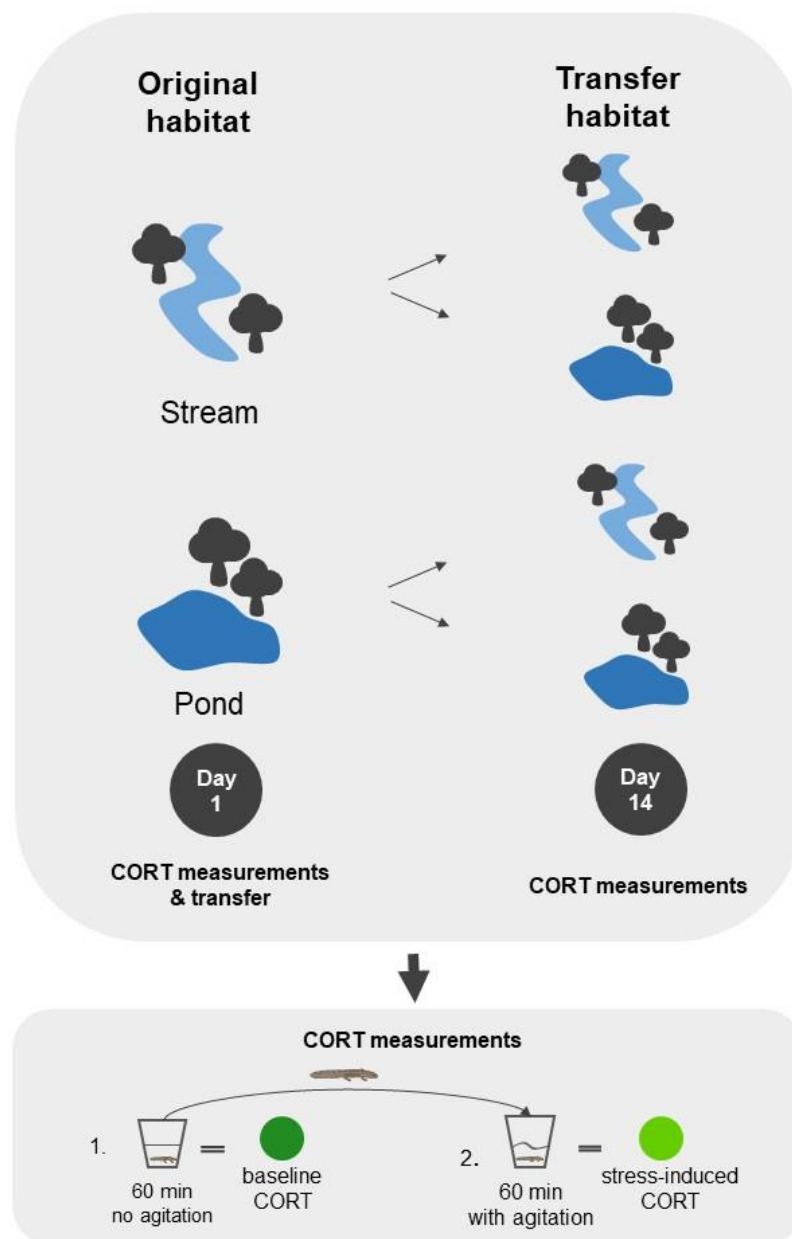 Original
habitat
Transfer
habitat
Stream
Pond
Day
1
Day
14
CORT measurements
& transfer
CORT measurements
CORT measurements
1.
=
baseline
CORT
60 min
no agitation
2.
=
stress-induced
CORT
60 min
with agitation